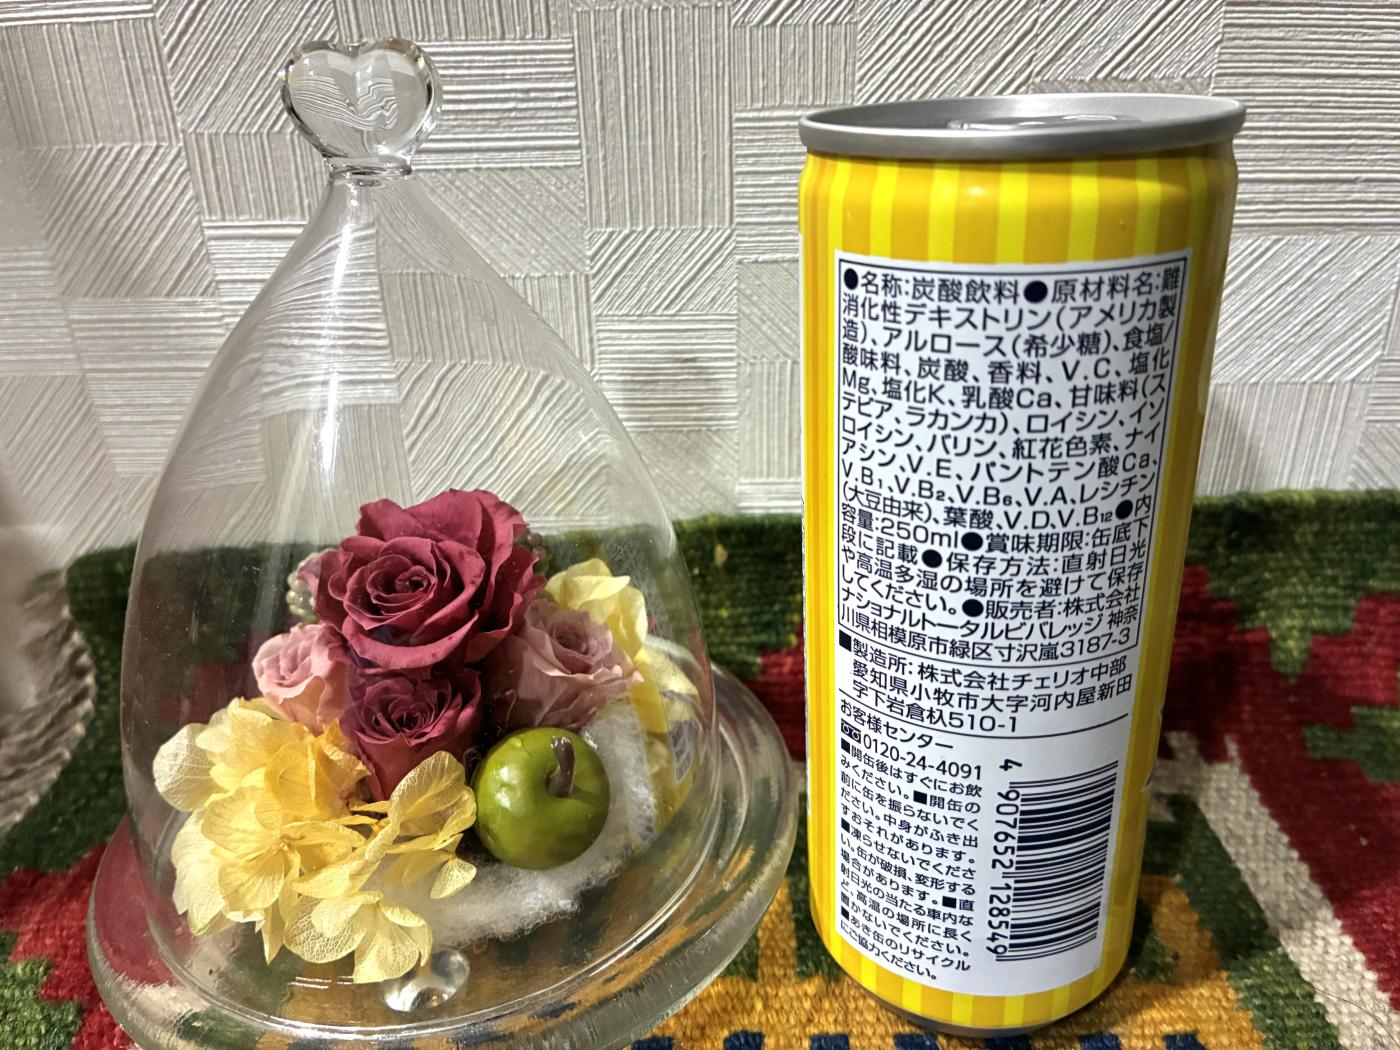 ●名称:炭酸飲料●原材料名:難
消化性デキストリン(アメリカ製
造)、アルロース(希少糖)、食塩/
酸味料、炭酸、香料、V.C、塩化
Mg、塩化K、乳酸Ca、甘味料(ス
テビア、ラカンカ)、ロイシン、イソ
ロイシン、バリン、紅花色素、ナイ
アシン、V.E、パントテン酸Ca、
V.B₁、V.B₂、V.B₆、V.A、レシチン
(大豆由来)、葉酸、V.D、V.B₁₂●内
容量:250ml●賞味期限:缶底下
段に記載●保存方法:直射日光
や高温多湿の場所を避けて保存
してください。●販売者:株式会社
ナショナルトータルビバレッジ 神奈
川県相模原市緑区寸沢嵐3187-3
■製造所:株式会社チェリオ中部
愛知県小牧市大字河内屋新田
字下岩倉杁510-1
お客様センター
0120-24-4091
■開缶後はすぐにお飲
みください。■開缶の
前に缶を振らないでく
ださい。中身がふき出
すおそれがあります。
■凍らせないでくださ
い。缶が破損、変形する
場合があります。■直
射日光の当たる車内な
ど、高温の場所に長く
置かないでください。
■あき缶のリサイクル
にご協力ください。
4 907652 128549